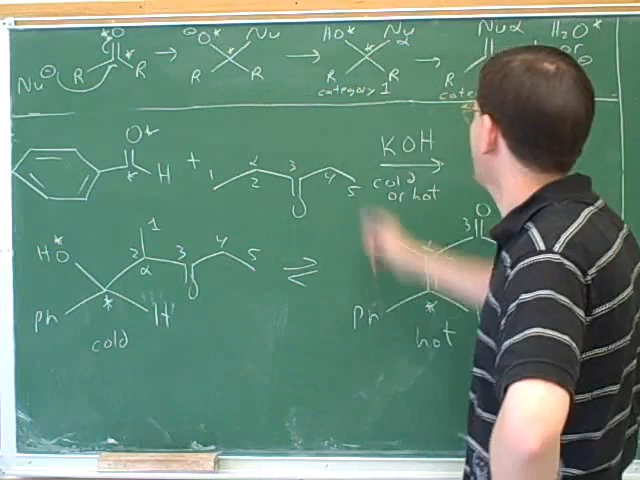 ⊖ O* Nu HO* Nu Nu α H₂O*
Nu⊖ R O * R → R * R → R R α → R or
category 1 cate
O* KOH
* H + 1 2 α 3 4 5 O cold
or hot
HO* 1 2 α 3 4 5 O ⇌ 3 O
Ph * H Ph *
cold hot